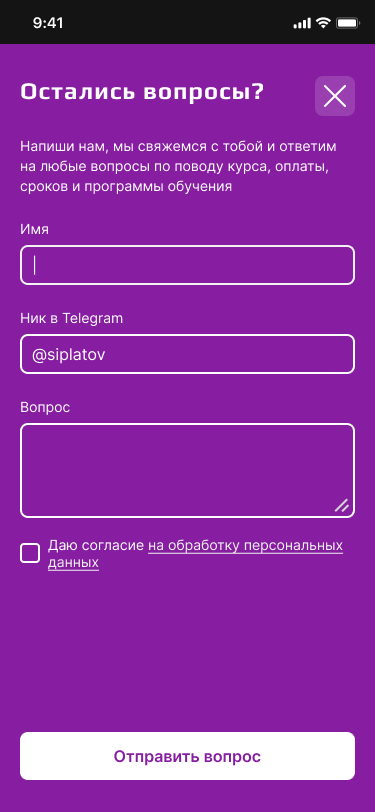 9:41
Остались вопросы?
Напиши нам, мы свяжемся с тобой и ответим
на любые вопросы по поводу курса, оплаты,
сроков и программы обучения
Имя
Ник в Telegram
@siplatov
Вопрос
Даю согласие на обработку персональных
данных
Отправить вопрос